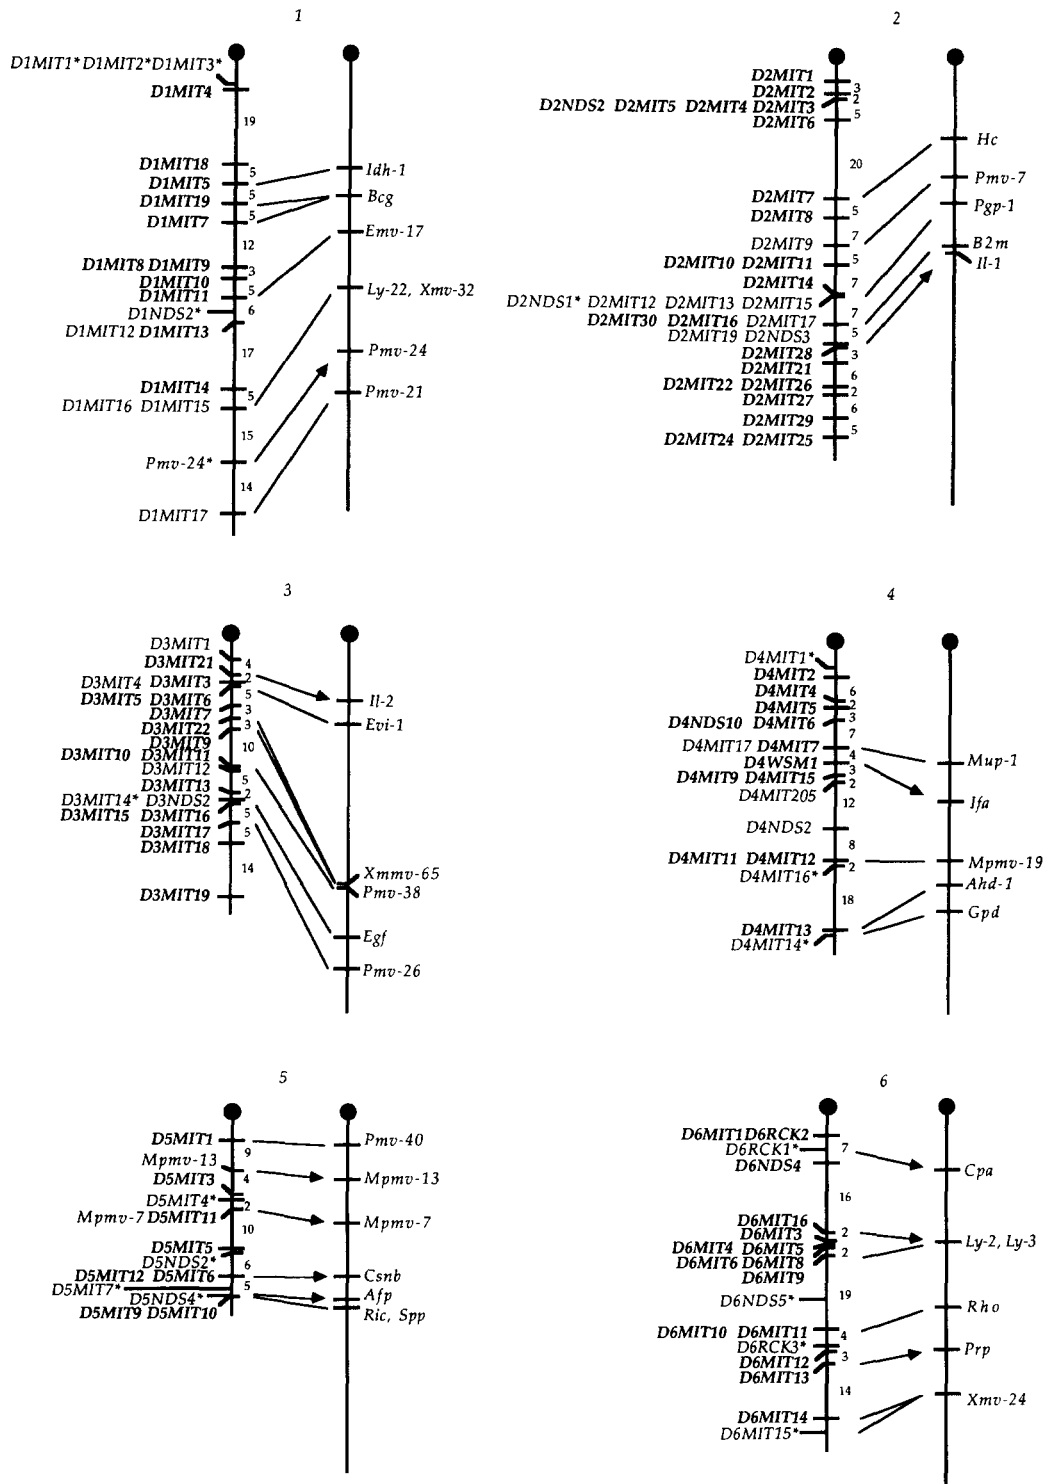 1
D1MIT1* D1MIT2* D1MIT3*
D1MIT4
19
D1MIT18
5
D1MIT5
5
D1MIT19
5
D1MIT7
12
D1MIT8 D1MIT9
3
D1MIT10
5
D1MIT11
D1NDS2*
6
D1MIT12 D1MIT13
17
D1MIT14
5
D1MIT16 D1MIT15
15
Pmv-24*
14
D1MIT17
Idh-1
Bcg
Emv-17
Ly-22, Xmv-32
Pmv-24
Pmv-21
2
D2MIT1
3
D2MIT2
2
D2NDS2 D2MIT5 D2MIT4 D2MIT3
5
D2MIT6
20
D2MIT7
5
D2MIT8
7
D2MIT9
5
D2MIT10 D2MIT11
7
D2MIT14
D2NDS1* D2MIT12 D2MIT13 D2MIT15
7
D2MIT30 D2MIT16 D2MIT17
5
D2MIT19 D2NDS3
D2MIT28
3
D2MIT21
6
D2MIT22 D2MIT26
2
D2MIT27
6
D2MIT29
5
D2MIT24 D2MIT25
Hc
Pmv-7
Pgp-1
B2m
Il-1
3
D3MIT1
D3MIT21
4
D3MIT4 D3MIT3
2
D3MIT5 D3MIT6
5
D3MIT7
3
D3MIT22
3
D3MIT9
10
D3MIT10 D3MIT11
D3MIT12
5
D3MIT13
2
D3MIT14* D3NDS2
D3MIT15 D3MIT16
5
D3MIT17
5
D3MIT18
14
D3MIT19
Il-2
Evi-1
Xmmv-65
Pmv-38
Egf
Pmv-26
4
D4MIT1*
D4MIT2
D4MIT4
6
D4MIT5
2
D4NDS10 D4MIT6
3
7
D4MIT17 D4MIT7
4
D4WSM1
3
D4MIT9 D4MIT15
2
D4MIT205
12
D4NDS2
8
D4MIT11 D4MIT12
2
D4MIT16*
18
D4MIT13
D4MIT14*
Mup-1
Ifa
Mpmv-19
Ahd-1
Gpd
5
D5MIT1
9
Mpmv-13
D5MIT3
4
D5MIT4*
2
Mpmv-7 D5MIT11
10
D5MIT5
D5NDS2*
6
D5MIT12 D5MIT6
5
D5MIT7*
D5NDS4*
D5MIT9 D5MIT10
Pmv-40
Mpmv-13
Mpmv-7
Csnb
Afp
Ric, Spp
6
D6MIT1 D6RCK2
D6RCK1*
7
D6NDS4
16
D6MIT16
D6MIT3
2
D6MIT4 D6MIT5
D6MIT6 D6MIT8
2
D6MIT9
19
D6NDS5*
D6MIT10 D6MIT11
4
D6RCK3*
D6MIT12
3
D6MIT13
14
D6MIT14
D6MIT15*
Cpa
Ly-2, Ly-3
Rho
Prp
Xmv-24